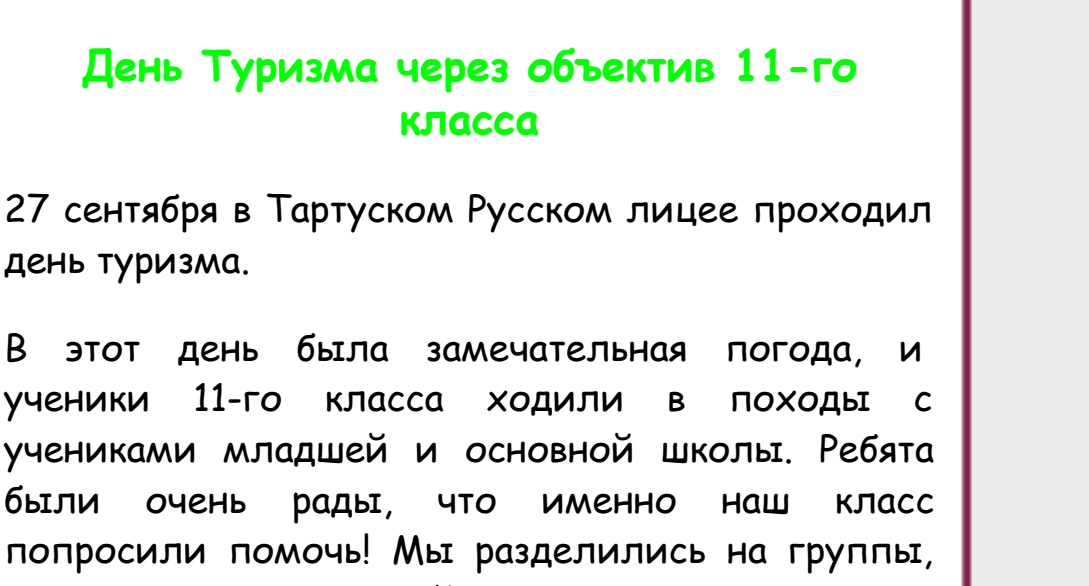 День Туризма через объектив 11-го
класса
27 сентября в Тартуском Русском лицее проходил
день туризма.
В этот день была замечательная погода, и
ученики 11-го класса ходили в походы с
учениками младшей и основной школы. Ребята
были очень рады, что именно наш класс
попросили помочь! Мы разделились на группы,